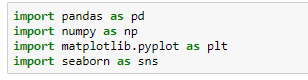 import pandas as pd
import numpy as np
import matplotlib.pyplot as plt
import seaborn as sns